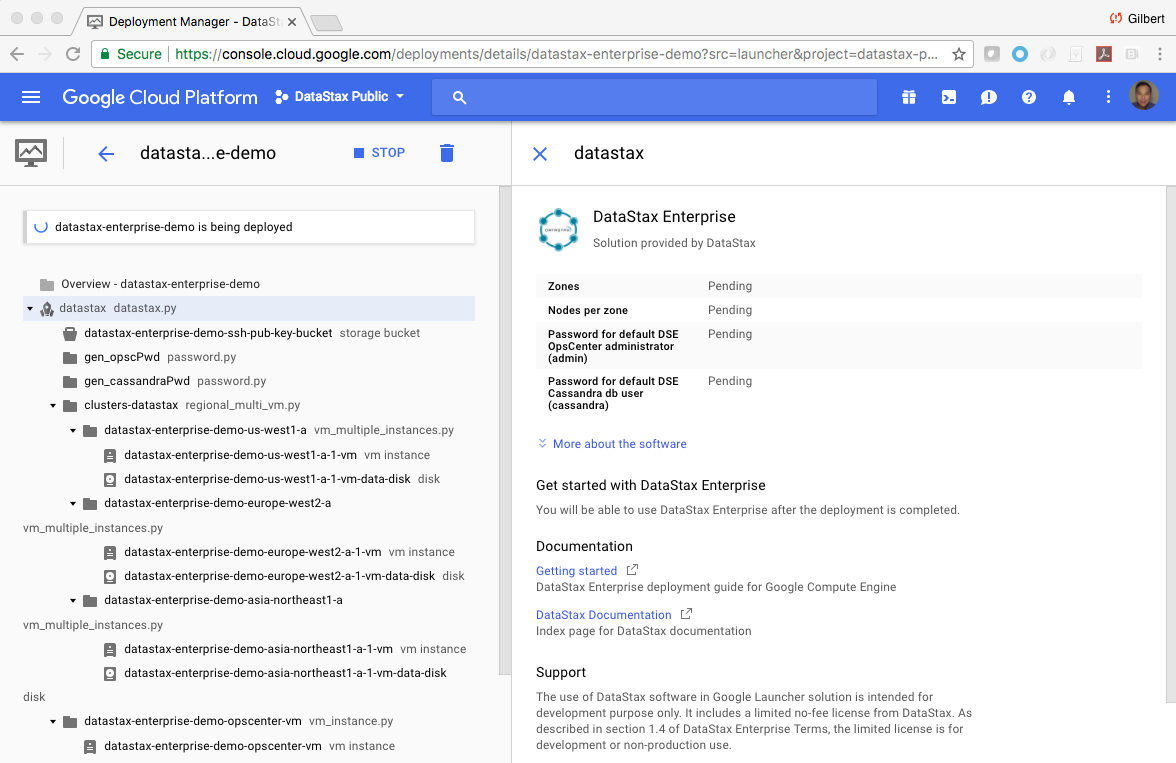 Deployment Manager - DataSt
Gilbert
Secure
https://console.cloud.google.com/deployments/details/datastax-enterprise-demo?src=launcher&project=datastax-p...
Google Cloud Platform
DataStax Public
datasta...e-demo
STOP
datastax
datastax-enterprise-demo is being deployed
Overview - datastax-enterprise-demo
datastax datastax.py
datastax-enterprise-demo-ssh-pub-key-bucket storage bucket
gen_opscPwd password.py
gen_cassandraPwd password.py
clusters-datastax regional_multi_vm.py
datastax-enterprise-demo-us-west1-a vm_multiple_instances.py
datastax-enterprise-demo-us-west1-a-1-vm vm instance
datastax-enterprise-demo-us-west1-a-1-vm-data-disk disk
datastax-enterprise-demo-europe-west2-a
vm_multiple_instances.py
datastax-enterprise-demo-europe-west2-a-1-vm vm instance
datastax-enterprise-demo-europe-west2-a-1-vm-data-disk disk
datastax-enterprise-demo-asia-northeast1-a
vm_multiple_instances.py
datastax-enterprise-demo-asia-northeast1-a-1-vm vm instance
datastax-enterprise-demo-asia-northeast1-a-1-vm-data-disk
disk
datastax-enterprise-demo-opscenter-vm vm_instance.py
datastax-enterprise-demo-opscenter-vm vm instance
DATASTAX
DataStax Enterprise
Solution provided by DataStax
Zones Pending
Nodes per zone Pending
Password for default DSE Pending
OpsCenter administrator
(admin)
Password for default DSE Pending
Cassandra db user
(cassandra)
More about the software
Get started with DataStax Enterprise
You will be able to use DataStax Enterprise after the deployment is completed.
Documentation
Getting started
DataStax Enterprise deployment guide for Google Compute Engine
DataStax Documentation
Index page for DataStax documentation
Support
The use of DataStax software in Google Launcher solution is intended for
development purpose only. It includes a limited no-fee license from DataStax. As
described in section 1.4 of DataStax Enterprise Terms, the limited license is for
development or non-production use.